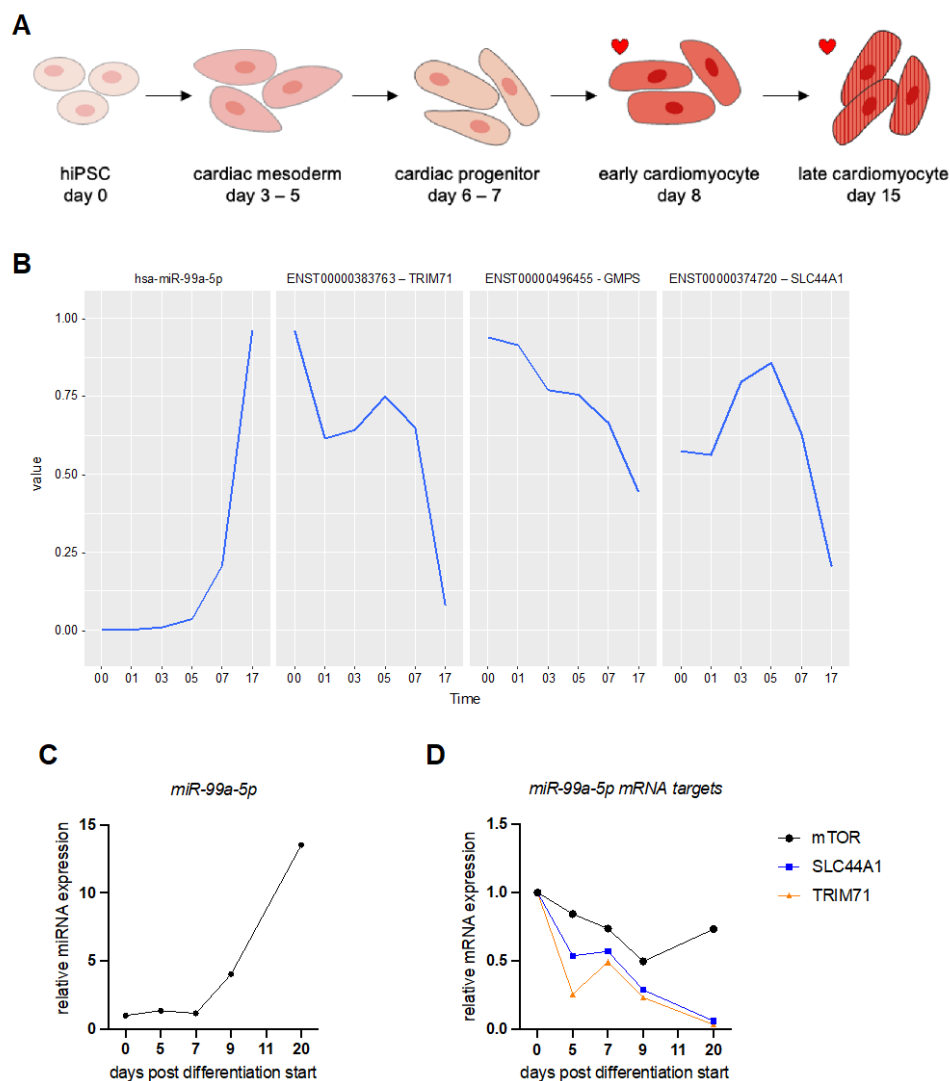 A
hiPSC
day 0
cardiac mesoderm
day 3 – 5
cardiac progenitor
day 6 – 7
early cardiomyocyte
day 8
late cardiomyocyte
day 15
B
hsa-miR-99a-5p
ENST00000383763 – TRIM71
ENST00000496455 - GMPS
ENST00000374720 – SLC44A1
value
1.00
0.75
0.50
0.25
0.00
00 01 03 05 07 17
00 01 03 05 07 17
00 01 03 05 07 17
00 01 03 05 07 17
Time
C
miR-99a-5p
relative miRNA expression
15
10
5
0
0 5 7 9 11 20
days post differentiation start
D
miR-99a-5p mRNA targets
relative mRNA expression
1.5
1.0
0.5
0.0
0 5 7 9 11 20
days post differentiation start
mTOR
SLC44A1
TRIM71